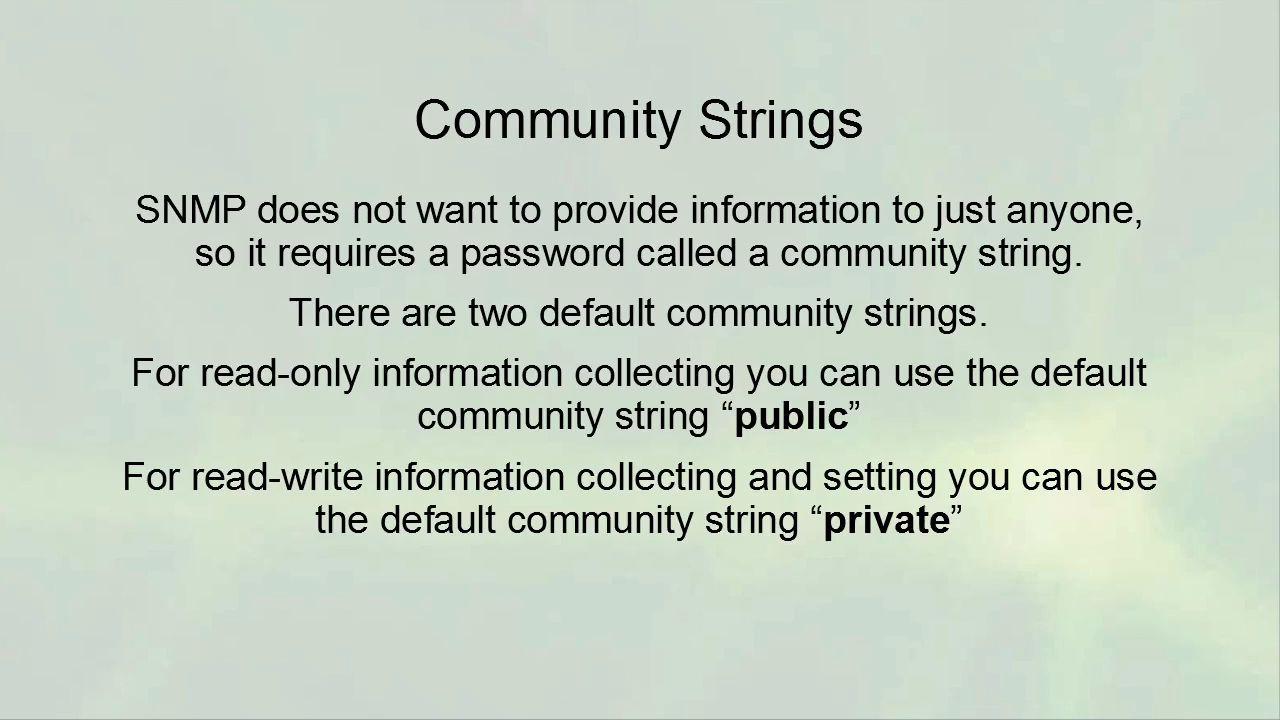 Community Strings
SNMP does not want to provide information to just anyone,
so it requires a password called a community string.
There are two default community strings.
For read-only information collecting you can use the default
community string “public”
For read-write information collecting and setting you can use
the default community string “private”